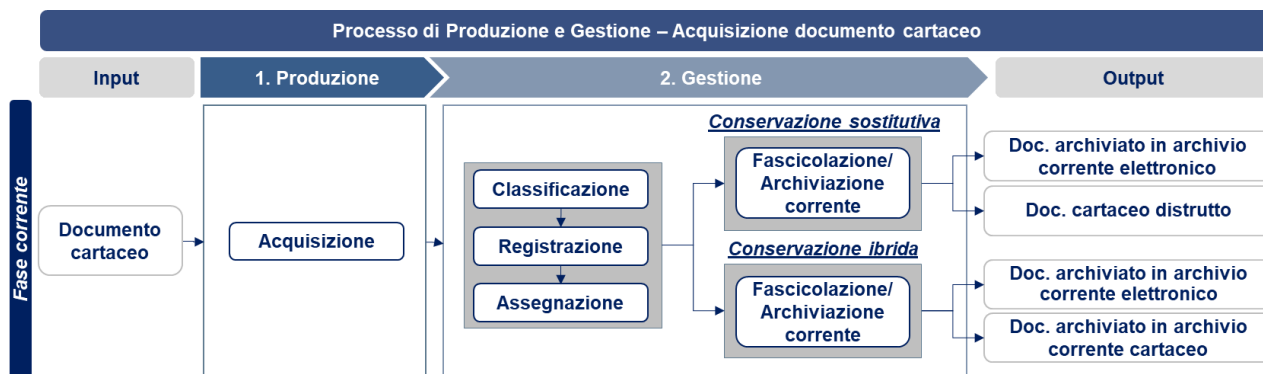 Processo di Produzione e Gestione – Acquisizione documento cartaceo
Input
1. Produzione
2. Gestione
Output
Fase corrente
Documento
cartaceo
Acquisizione
Classificazione
Registrazione
Assegnazione
Conservazione sostitutiva
Fascicolazione/
Archiviazione
corrente
Conservazione ibrida
Fascicolazione/
Archiviazione
corrente
Doc. archiviato in archivio
corrente elettronico
Doc. cartaceo distrutto
Doc. archiviato in archivio
corrente elettronico
Doc. archiviato in archivio
corrente cartaceo